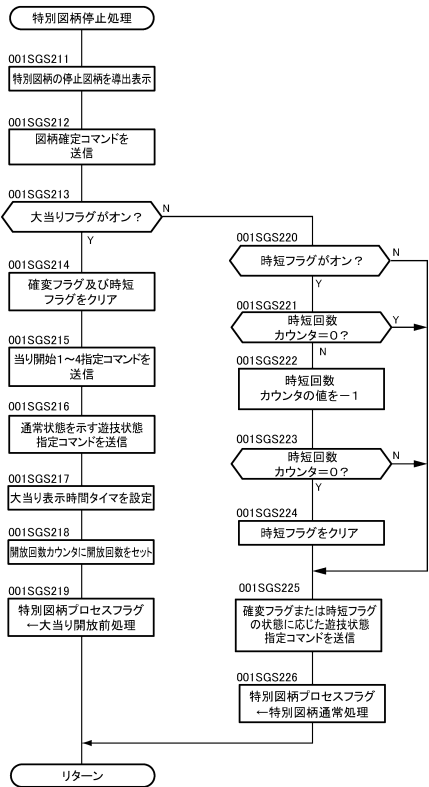 特別図柄停止処理
001SGS211
特別図柄の停止図柄を導出表示
001SGS212
図柄確定コマンドを
送信
001SGS213
大当りフラグがオン？
N
Y
001SGS214
確変フラグ及び時短
フラグをクリア
001SGS215
当り開始1～4指定コマンドを
送信
001SGS216
通常状態を示す遊技状態
指定コマンドを送信
001SGS217
大当り表示時間タイマを設定
001SGS218
開放回数カウンタに開放回数をセット
001SGS219
特別図柄プロセスフラグ
←大当り開放前処理
001SGS220
時短フラグがオン？
N
Y
001SGS221
時短回数
カウンタ＝0？
Y
N
001SGS222
時短回数
カウンタの値を－1
001SGS223
時短回数
カウンタ＝0？
N
Y
001SGS224
時短フラグをクリア
001SGS225
確変フラグまたは時短フラグ
の状態に応じた遊技状態
指定コマンドを送信
001SGS226
特別図柄プロセスフラグ
←特別図柄通常処理
リターン